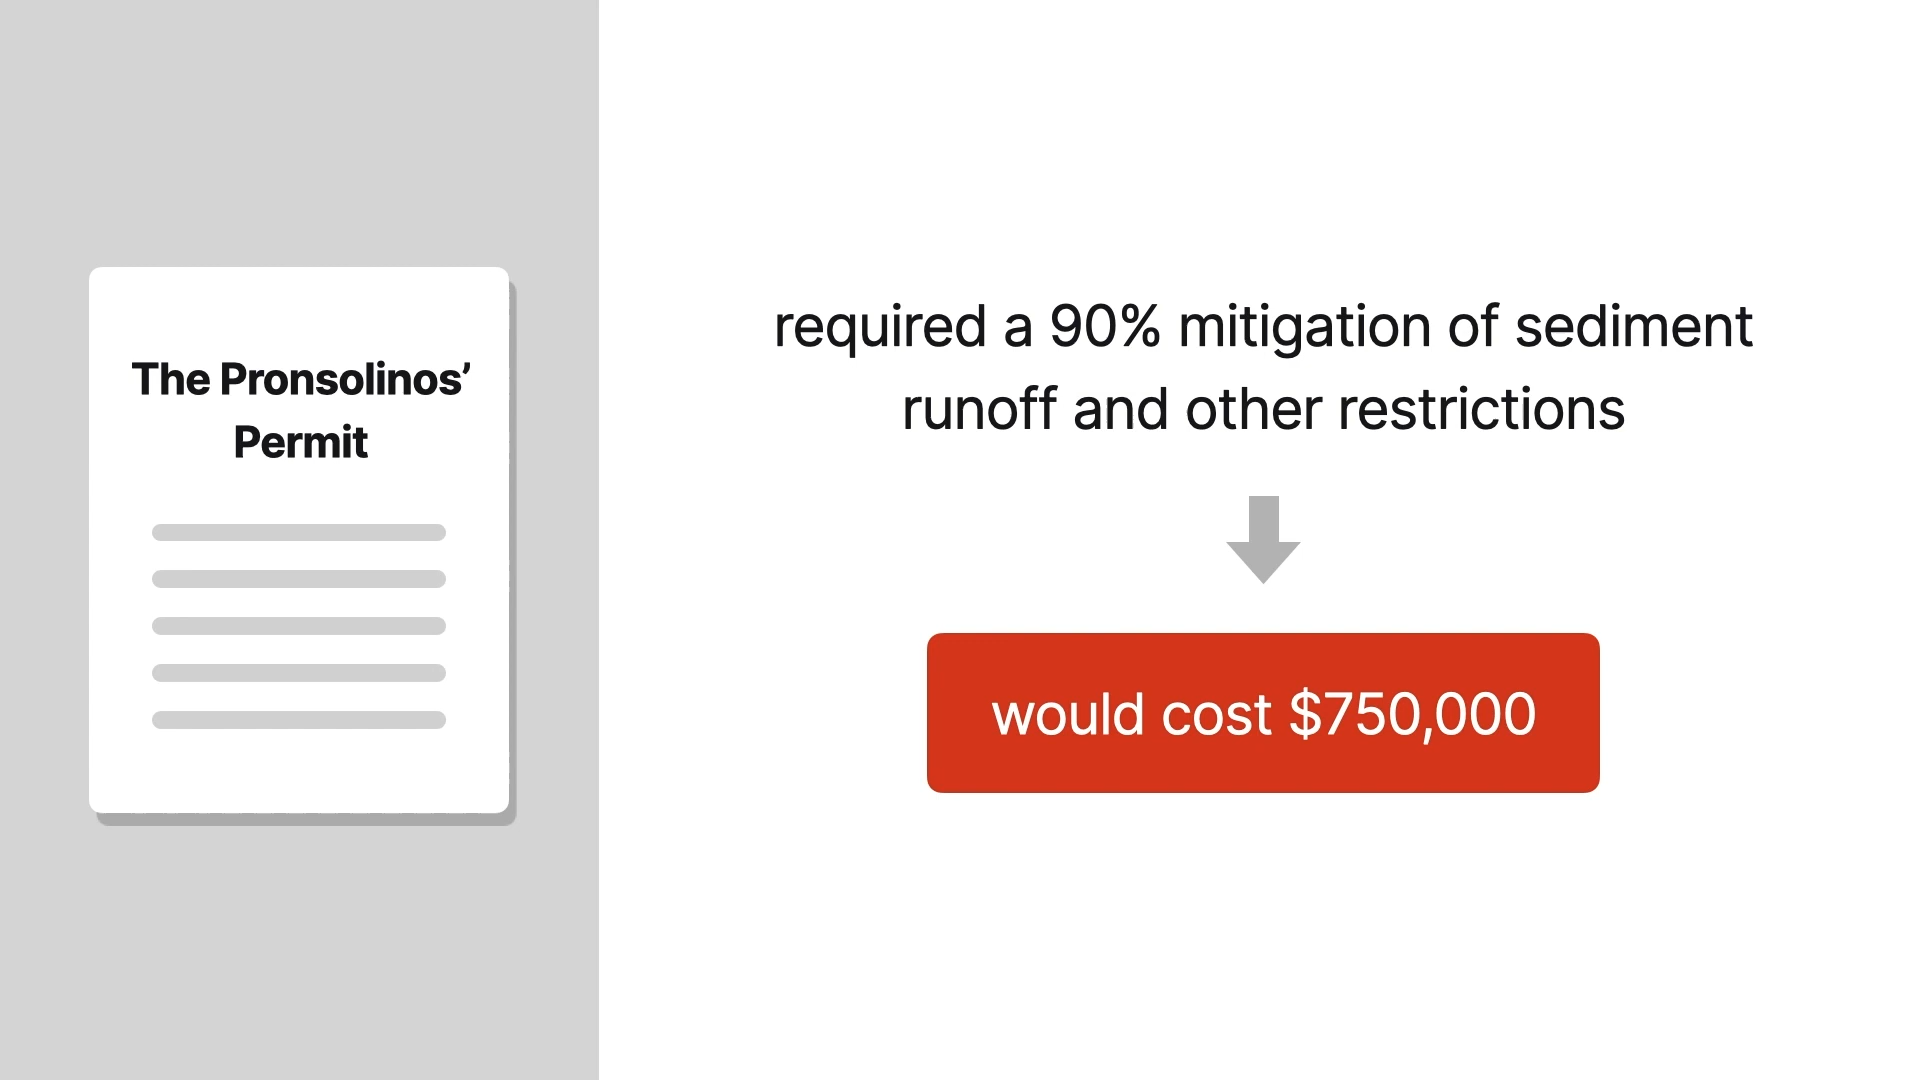 The Pronsolinos’
Permit
required a 90% mitigation of sediment
runoff and other restrictions
would cost $750,000